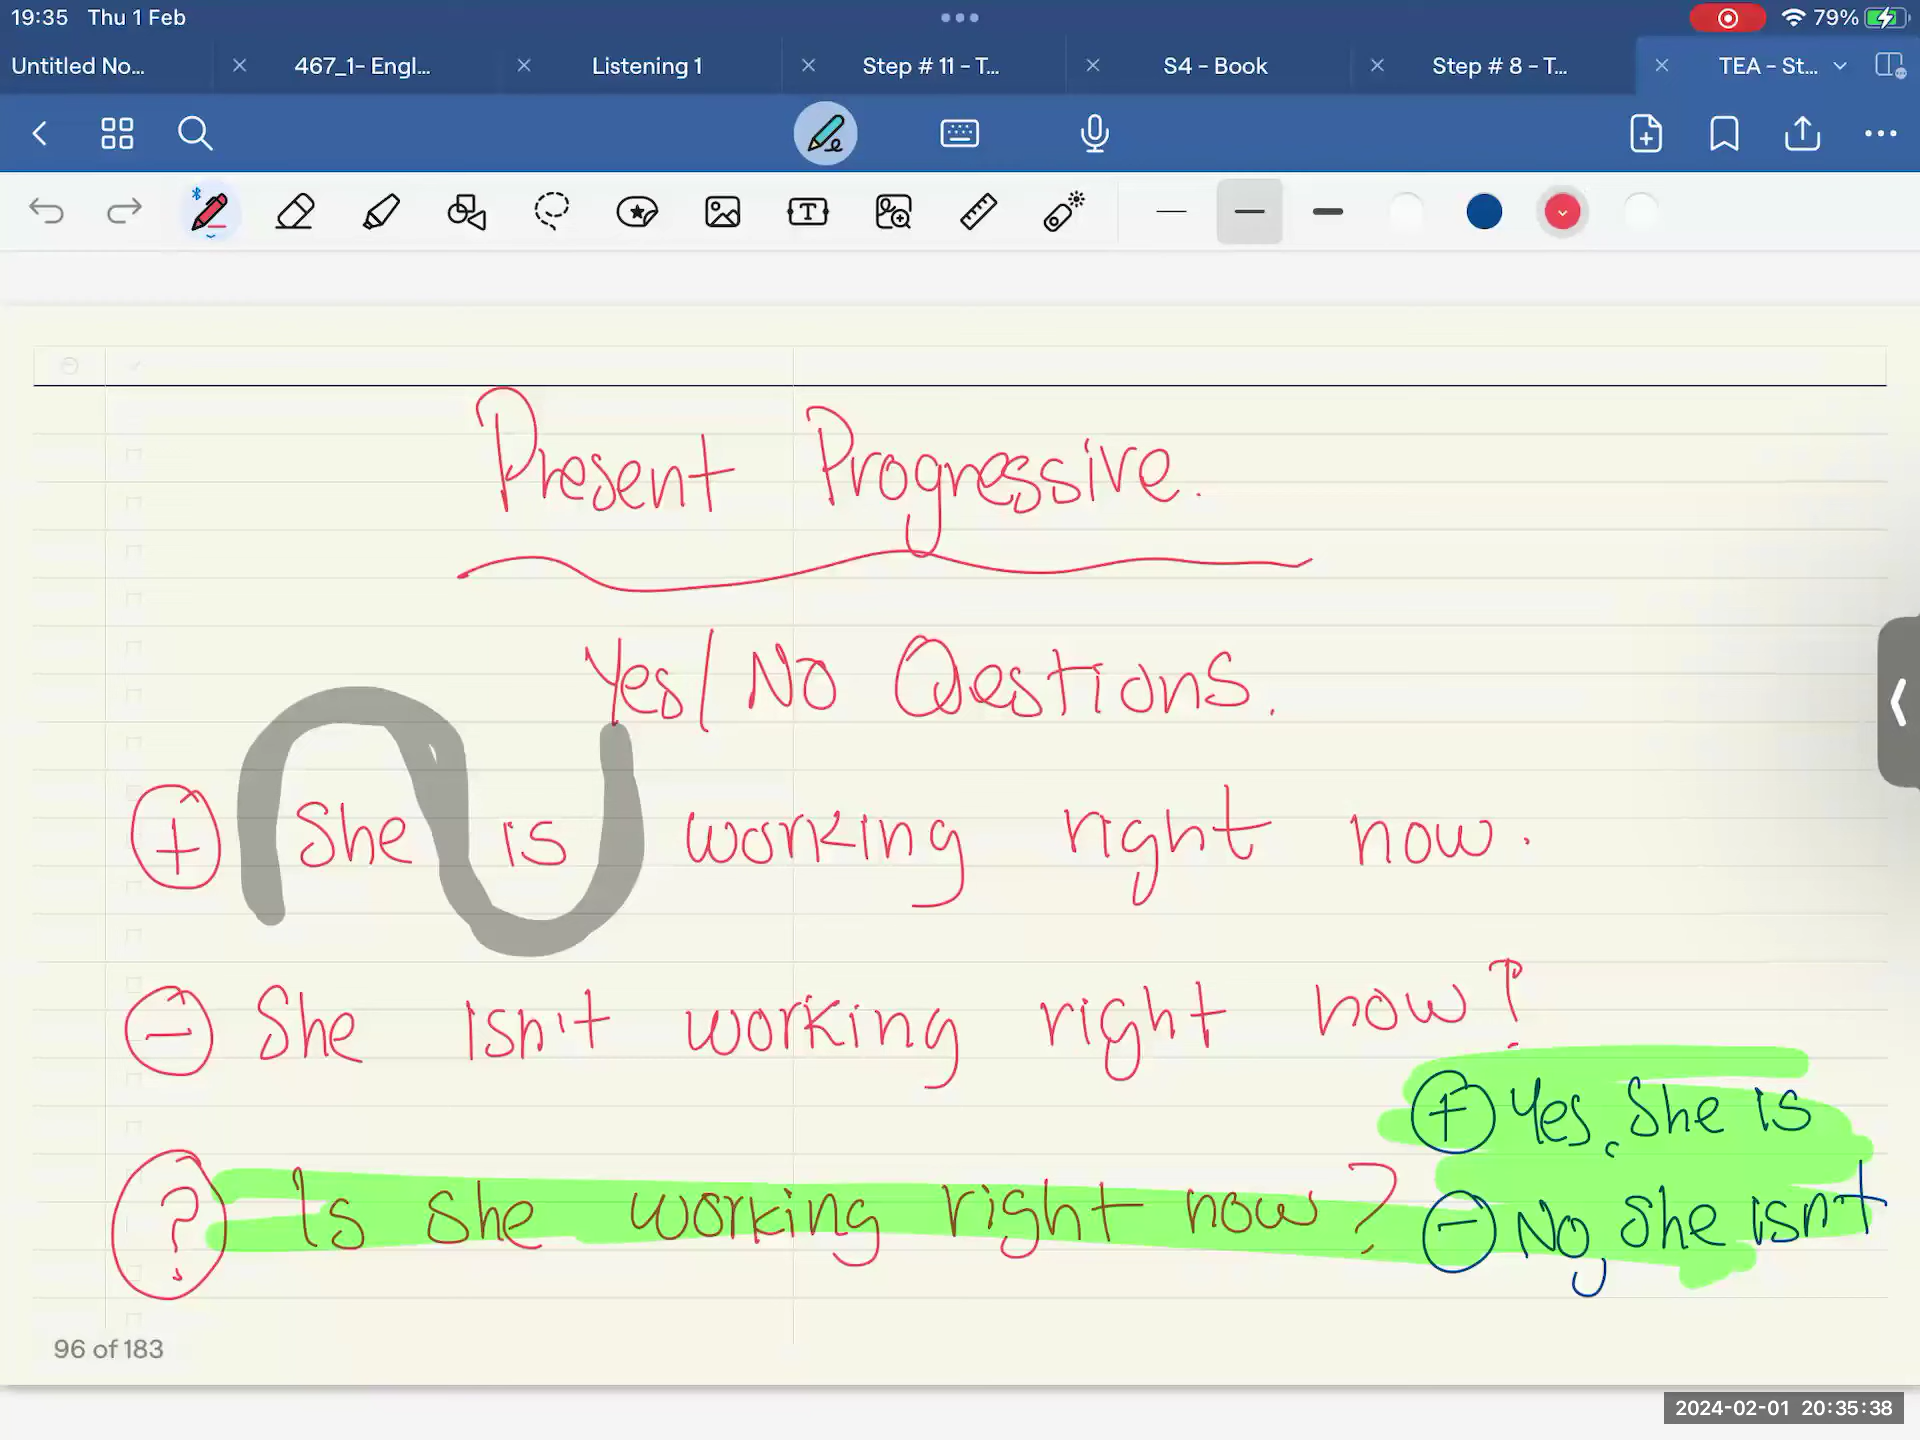 19:35 Thu 1 Feb
79%
Untitled No... 467_1- Engl... Listening 1 Step # 11 - T... S4 - Book Step # 8 - T... TEA - St...
Present Progressive.
Yes/ No Questions.
+ She is working right now.
- She isn't working right now?
+ Yes, She is
? Is she working right now?
- No, She isn't
96 of 183
2024-02-01 20:35:38